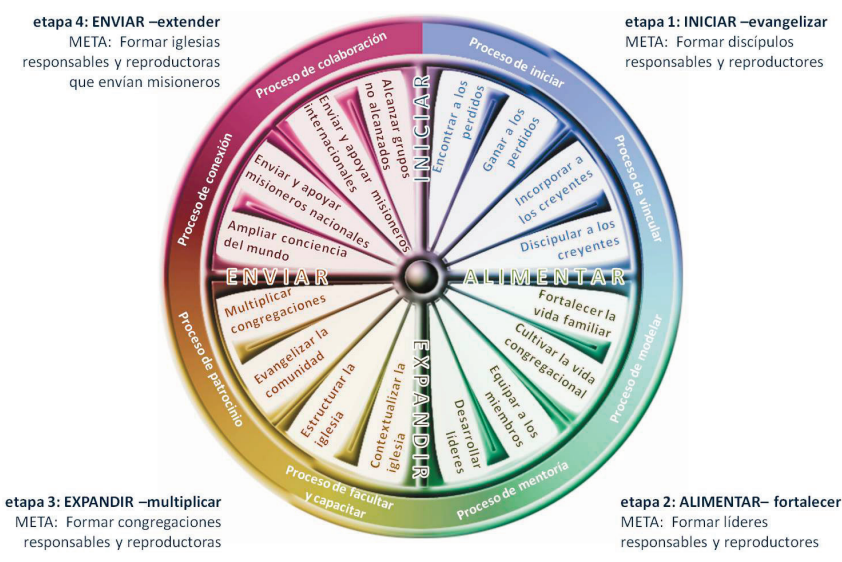 etapa 4: ENVIAR –extender
META: Formar iglesias
responsables y reproductoras
que envían misioneros
etapa 1: INICIAR –evangelizar
META: Formar discípulos
responsables y reproductores
Proceso de iniciar
Proceso de vincular
Proceso de modelar
Proceso de mentoría
Proceso de facultar
y capacitar
Proceso de patrocinio
Proceso de conexión
Proceso de colaboración
INICIAR
Encontrar a los
perdidos
Ganar a los
perdidos
Incorporar a
los creyentes
Discipular a los
creyentes
ALIMENTAR
Fortalecer la
vida familiar
Cultivar la vida
congregacional
Equipar a los
miembros
Desarrollar
líderes
EXPANDIR
Contextualizar la
iglesia
Estructurar la
iglesia
Evangelizar la
comunidad
Multiplicar
congregaciones
ENVIAR
Ampliar conciencia
del mundo
Enviar y apoyar
misioneros nacionales
Enviar y apoyar misioneros
internacionales
Alcanzar grupos
no alcanzados
etapa 3: EXPANDIR –multiplicar
META: Formar congregaciones
responsables y reproductoras
etapa 2: ALIMENTAR– fortalecer
META: Formar líderes
responsables y reproductores